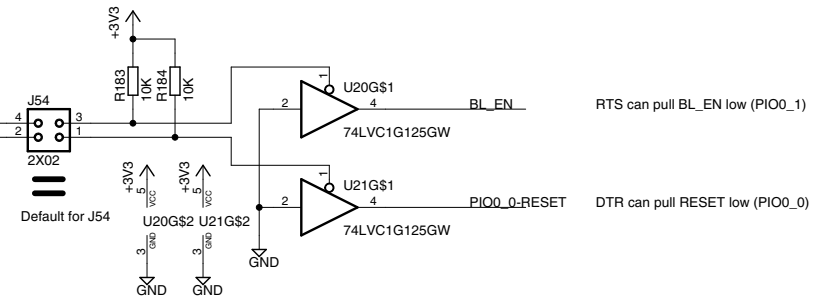 +3V3
R183
10K
R184
10K
J54
4
3
2
1
2X02
Default for J54
1
U20G$1
2
4
74LVC1G125GW
BL_EN
RTS can pull BL_EN low (PIO0_1)
1
U21G$1
2
4
74LVC1G125GW
PIO0_0-RESET
DTR can pull RESET low (PIO0_0)
+3V3
5
VCC
U20G$2
3
GND
GND
+3V3
5
VCC
U21G$2
3
GND
GND
GND